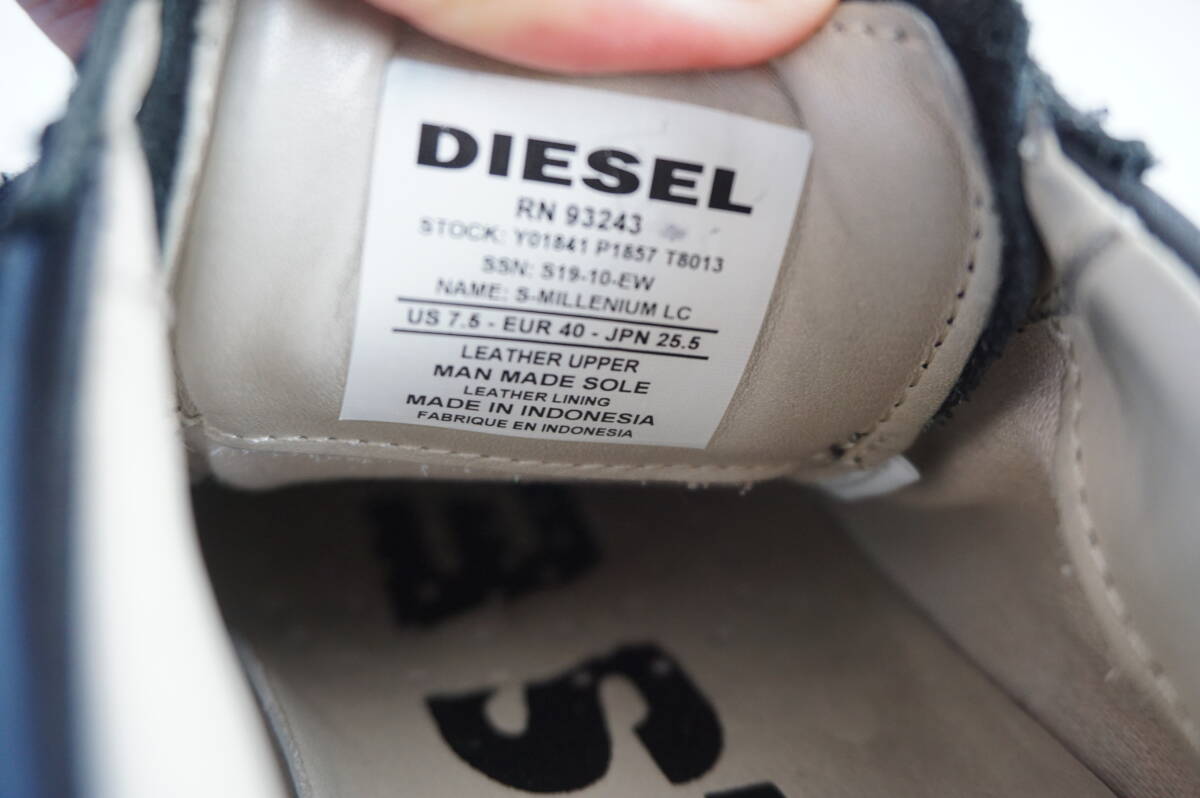 DIESEL
RN 93243
STOCK: Y01841 P1857 T8013
SSN: S19-10-EW
NAME: S-MILLENIUM LC
US 7.5 - EUR 40 - JPN 25.5
LEATHER UPPER
MAN MADE SOLE
LEATHER LINING
MADE IN INDONESIA
FABRIQUE EN INDONESIA
E
S